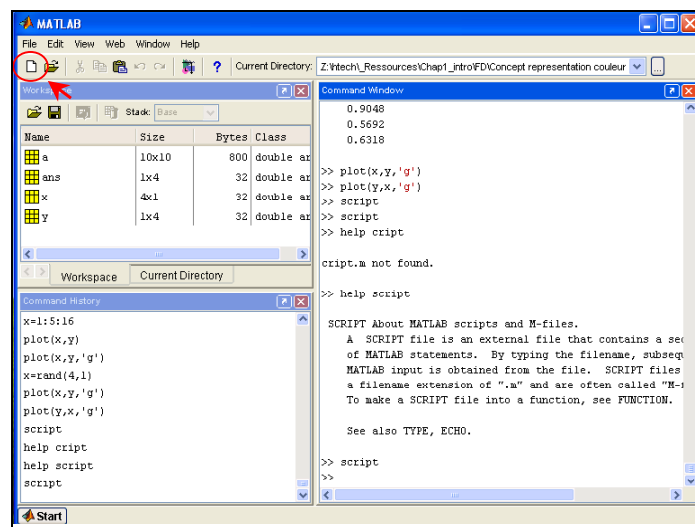 MATLAB
File Edit View Web Window Help
? Current Directory: Z:\htech\_Ressources\Chap1_intro\FD\Concept representation couleur ...
Workspace
Stack: Base
Name Size Bytes Class
a 10x10 800 double ar
ans 1x4 32 double ar
x 4x1 32 double ar
y 1x4 32 double ar
Workspace Current Directory
Command History
x=1:5:16
plot(x,y)
plot(x,y,'g')
x=rand(4,1)
plot(x,y,'g')
plot(y,x,'g')
script
help cript
help script
script
Command Window
0.9048
0.5692
0.6318
>> plot(x,y,'g')
>> plot(y,x,'g')
>> script
>> script
>> help cript
cript.m not found.
>> help script
SCRIPT About MATLAB scripts and M-files.
A SCRIPT file is an external file that contains a seq
of MATLAB statements. By typing the filename, subsequ
MATLAB input is obtained from the file. SCRIPT files
a filename extension of ".m" and are often called "M-f
To make a SCRIPT file into a function, see FUNCTION.
See also TYPE, ECHO.
>> script
>>
Start